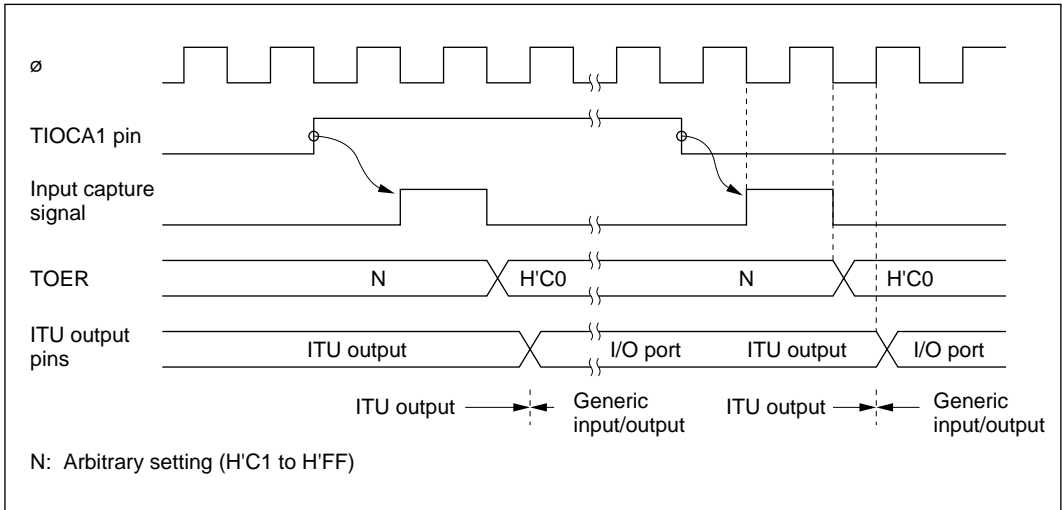 ø
TIOCA1 pin
Input capture
signal
TOER
N
H'C0
N
H'C0
ITU output
pins
ITU output
I/O port
ITU output
I/O port
ITU output
Generic
input/output
ITU output
Generic
input/output
N: Arbitrary setting (H'C1 to H'FF)